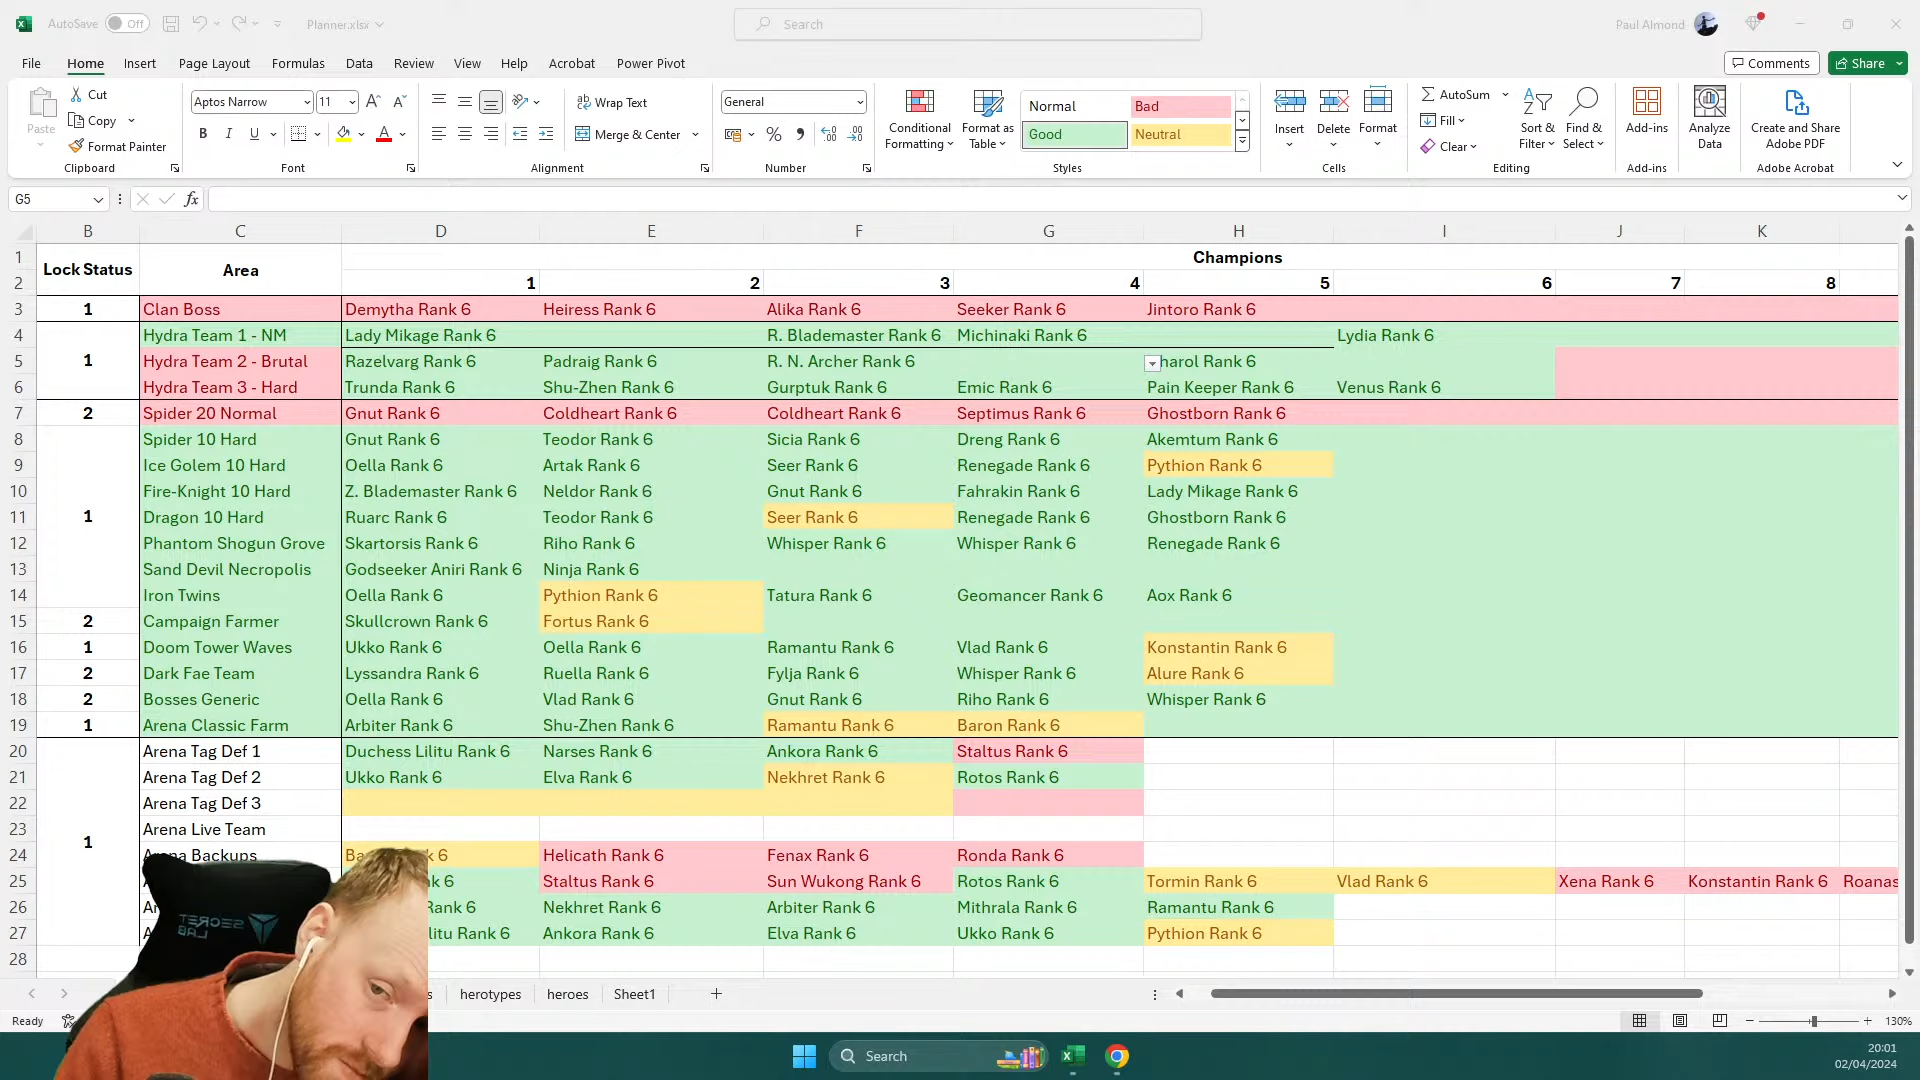 AutoSave Off Planner.xlsx Search Paul Almond
File Home Insert Page Layout Formulas Data Review View Help Acrobat Power Pivot Comments Share
Paste Cut Copy Format Painter Clipboard
Aptos Narrow 11 B I U Font
Wrap Text Merge & Center Alignment
General % Number
Conditional Formatting Format as Table Normal Bad Good Neutral Styles
Insert Delete Format Cells
AutoSum Fill Clear Sort & Filter Find & Select Editing
Add-ins Add-ins
Analyze Data
Create and Share Adobe PDF Adobe Acrobat
G5 fx
B C D E F G H I J K
1 Lock Status Area Champions
2 1 2 3 4 5 6 7 8
3 1 Clan Boss Demytha Rank 6 Heiress Rank 6 Alika Rank 6 Seeker Rank 6 Jintoro Rank 6
4 Hydra Team 1 - NM Lady Mikage Rank 6 R. Blademaster Rank 6 Michinaki Rank 6 Lydia Rank 6
5 1 Hydra Team 2 - Brutal Razelvarg Rank 6 Padraig Rank 6 R. N. Archer Rank 6 harol Rank 6
6 Hydra Team 3 - Hard Trunda Rank 6 Shu-Zhen Rank 6 Gurptuk Rank 6 Emic Rank 6 Pain Keeper Rank 6 Venus Rank 6
7 2 Spider 20 Normal Gnut Rank 6 Coldheart Rank 6 Coldheart Rank 6 Septimus Rank 6 Ghostborn Rank 6
8 Spider 10 Hard Gnut Rank 6 Teodor Rank 6 Sicia Rank 6 Dreng Rank 6 Akemtum Rank 6
9 Ice Golem 10 Hard Oella Rank 6 Artak Rank 6 Seer Rank 6 Renegade Rank 6 Pythion Rank 6
10 Fire-Knight 10 Hard Z. Blademaster Rank 6 Neldor Rank 6 Gnut Rank 6 Fahrakin Rank 6 Lady Mikage Rank 6
11 1 Dragon 10 Hard Ruarc Rank 6 Teodor Rank 6 Seer Rank 6 Renegade Rank 6 Ghostborn Rank 6
12 Phantom Shogun Grove Skartorsis Rank 6 Riho Rank 6 Whisper Rank 6 Whisper Rank 6 Renegade Rank 6
13 Sand Devil Necropolis Godseeker Aniri Rank 6 Ninja Rank 6
14 Iron Twins Oella Rank 6 Pythion Rank 6 Tatura Rank 6 Geomancer Rank 6 Aox Rank 6
15 2 Campaign Farmer Skullcrown Rank 6 Fortus Rank 6
16 1 Doom Tower Waves Ukko Rank 6 Oella Rank 6 Ramantu Rank 6 Vlad Rank 6 Konstantin Rank 6
17 2 Dark Fae Team Lyssandra Rank 6 Ruella Rank 6 Fylja Rank 6 Whisper Rank 6 Alure Rank 6
18 2 Bosses Generic Oella Rank 6 Vlad Rank 6 Gnut Rank 6 Riho Rank 6 Whisper Rank 6
19 1 Arena Classic Farm Arbiter Rank 6 Shu-Zhen Rank 6 Ramantu Rank 6 Baron Rank 6
20 Arena Tag Def 1 Duchess Lilitu Rank 6 Narses Rank 6 Ankora Rank 6 Staltus Rank 6
21 Arena Tag Def 2 Ukko Rank 6 Elva Rank 6 Nekhret Rank 6 Rotos Rank 6
22 Arena Tag Def 3
23 Arena Live Team
24 1 Arena Backups Ba k 6 Helicath Rank 6 Fenax Rank 6 Ronda Rank 6
25 nk 6 Staltus Rank 6 Sun Wukong Rank 6 Rotos Rank 6 Tormin Rank 6 Vlad Rank 6 Xena Rank 6 Konstantin Rank 6 Roanas
26 Rank 6 Nekhret Rank 6 Arbiter Rank 6 Mithrala Rank 6 Ramantu Rank 6
27 litu Rank 6 Ankora Rank 6 Elva Rank 6 Ukko Rank 6 Pythion Rank 6
28
SECRET LAB
s herotypes heroes Sheet1
Ready 130%
Search
20:01
02/04/2024